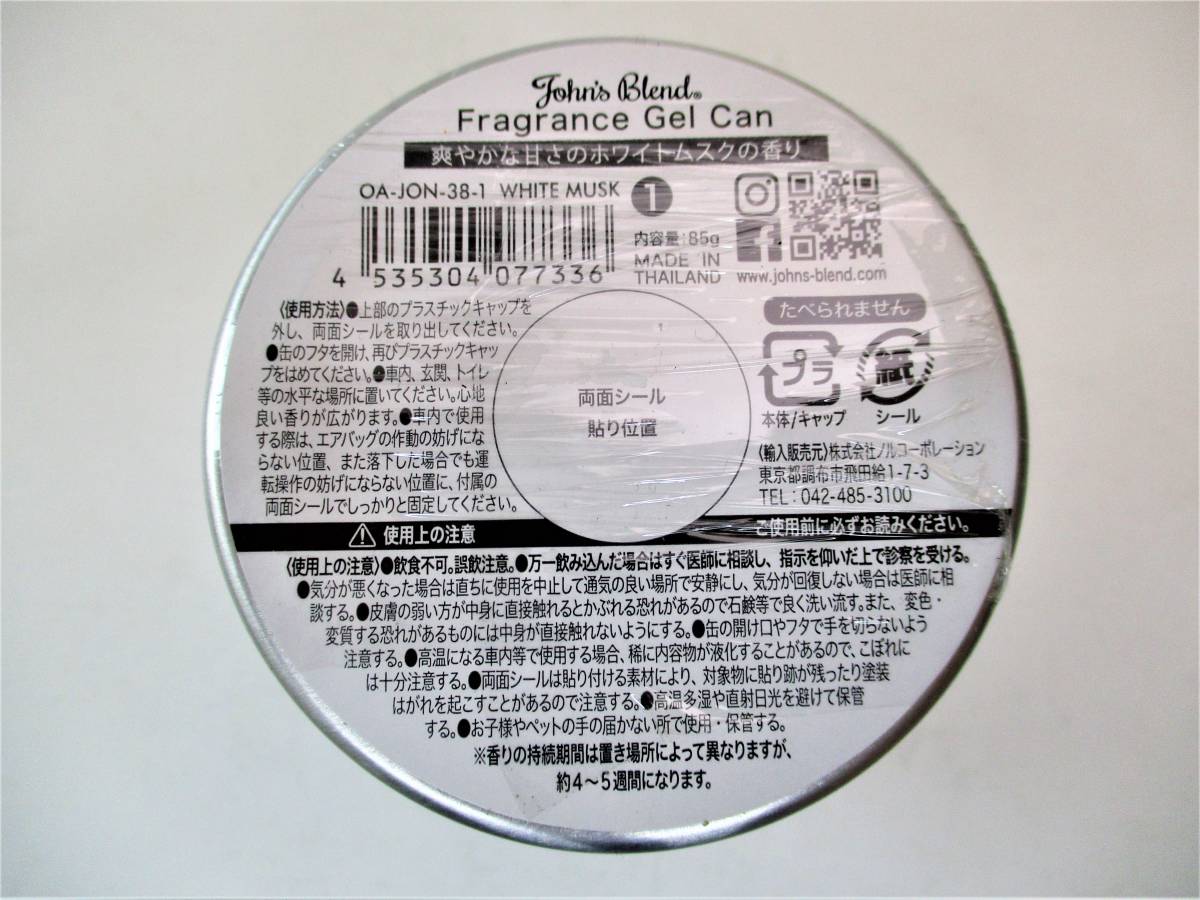 John's Blend®
Fragrance Gel Can
爽やかな甘さのホワイトムスクの香り
OA-JON-38-1 WHITE MUSK 1
内容量:85g
MADE IN
THAILAND
www.johns-blend.com
4 535304 077336
〈使用方法〉●上部のプラスチックキャップを
外し、両面シールを取り出してください。
●缶のフタを開け、再びプラスチックキャッ
プをはめてください。●車内、玄関、トイレ
等の水平な場所に置いてください。心地
良い香りが広がります。●車内で使用
する際は、エアバッグの作動の妨げにな
らない位置、また落下した場合でも運
転操作の妨げにならない位置に、付属の
両面シールでしっかりと固定してください。
両面シール
貼り位置
たべられません
プラ
紙
本体/キャップ
シール
〈輸入販売元〉株式会社ノルコーポレーション
東京都調布市飛田給1-7-3
TEL:042-485-3100
使用上の注意
ご使用前に必ずお読みください。
〈使用上の注意〉●飲食不可。誤飲注意。●万一飲み込んだ場合はすぐ医師に相談し、指示を仰いだ上で診察を受ける。
●気分が悪くなった場合は直ちに使用を中止して通気の良い場所で安静にし、気分が回復しない場合は医師に相
談する。●皮膚の弱い方が中身に直接触れるとかぶれる恐れがあるので石鹸等で良く洗い流す。また、変色・
変質する恐れがあるものには中身が直接触れないようにする。●缶の開け口やフタで手を切らないよう
注意する。●高温になる車内等で使用する場合、稀に内容物が液化することがあるので、こぼれに
は十分注意する。●両面シールは貼り付ける素材により、対象物に貼り跡が残ったり塗装
はがれを起こすことがあるので注意する。●高温多湿や直射日光を避けて保管
する。●お子様やペットの手の届かない所で使用・保管する。
※香りの持続期間は置き場所によって異なりますが、
約4〜5週間になります。